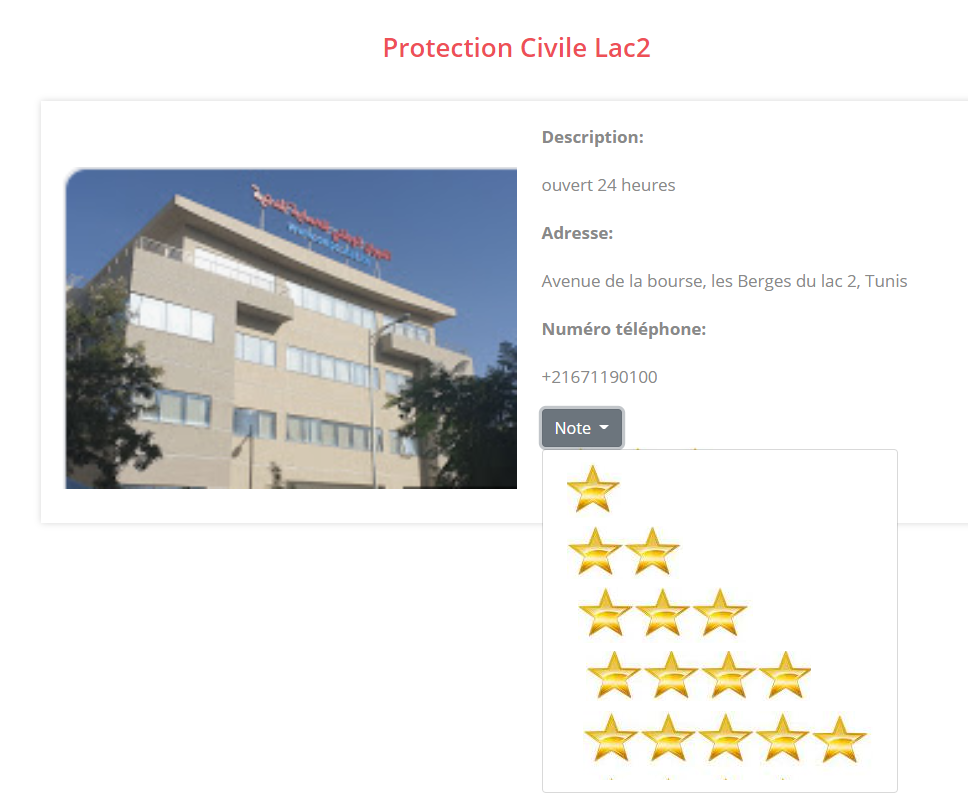 Protection Civile Lac2
Description:
ouvert 24 heures
Adresse:
Avenue de la bourse, les Berges du lac 2, Tunis
Numéro téléphone:
+21671190100
Note